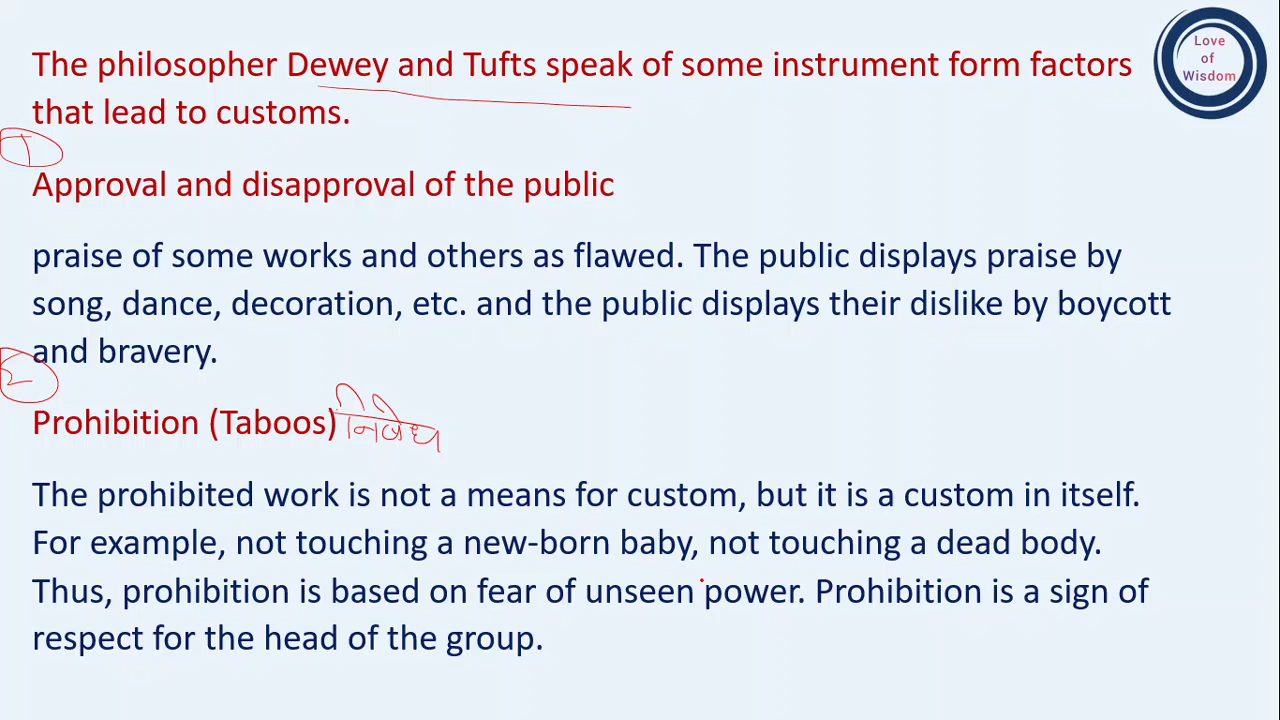 The philosopher Dewey and Tufts speak of some instrument form factors
that lead to customs.
1
Approval and disapproval of the public
praise of some works and others as flawed. The public displays praise by
song, dance, decoration, etc. and the public displays their dislike by boycott
and bravery.
2
Prohibition (Taboos) निषेध
The prohibited work is not a means for custom, but it is a custom in itself.
For example, not touching a new-born baby, not touching a dead body.
Thus, prohibition is based on fear of unseen power. Prohibition is a sign of
respect for the head of the group.
Love
of
Wisdom